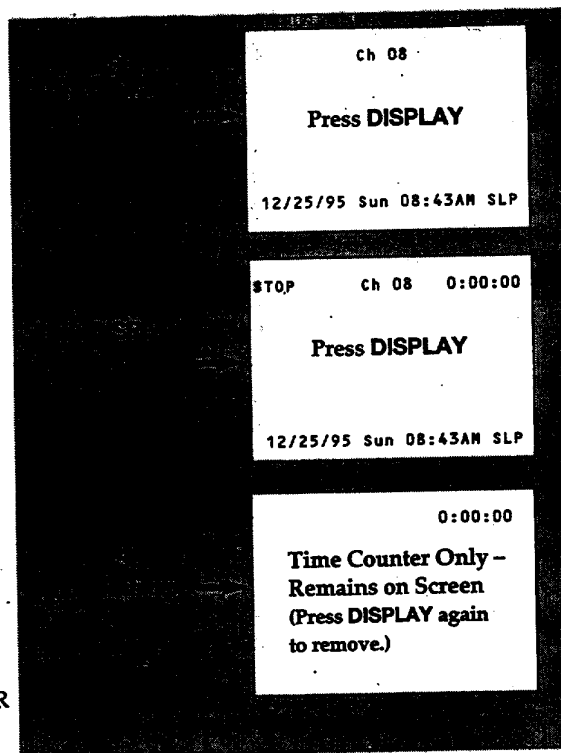 Ch 08
Press DISPLAY
12/25/95 Sun 08:43AM SLP
STOP Ch 08 0:00:00
Press DISPLAY
12/25/95 Sun 08:43AM SLP
0:00:00
Time Counter Only –
Remains on Screen
(Press DISPLAY again
to remove.)
R